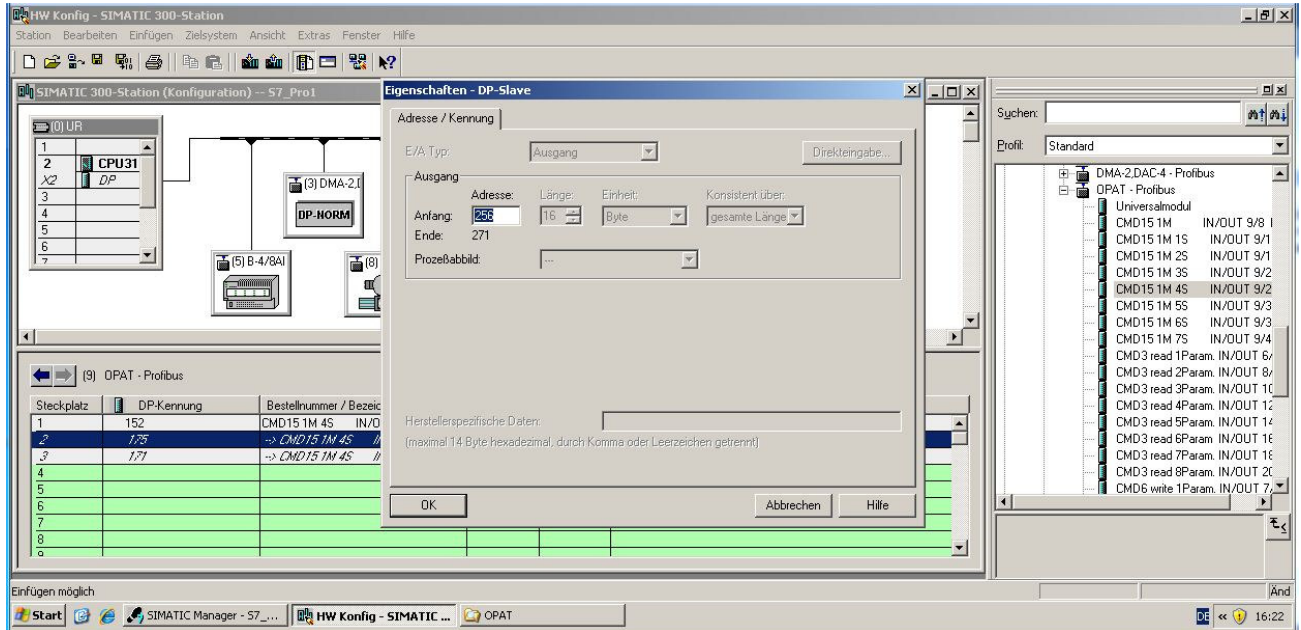 HW Konfig - SIMATIC 300-Station
Station Bearbeiten Einfügen Zielsystem Ansicht Extras Fenster Hilfe
SIMATIC 300-Station (Konfiguration) -- S7_Pro1
(0) UR
1
2 CPU31
X2 DP
3
4
5
6
7
(3) DMA-2,
DP-NORM
(5) B-4/8AI
(8)
Eigenschaften - DP-Slave
Adresse / Kennung
E/A Typ: Ausgang Direkteingabe...
Ausgang
Adresse: Länge: Einheit: Konsistent über:
Anfang: 256 16 Byte gesamte Länge
Ende: 271
Prozeßabbild: ---
Herstellerspezifische Daten:
(maximal 14 Byte hexadezimal, durch Komma oder Leerzeichen getrennt)
OK Abbrechen Hilfe
(9) OPAT - Profibus
Steckplatz DP-Kennung Bestellnummer / Bezeic
1 152 CMD15 1M 4S IN/O
2 175 --> CMD15 1M 4S
3 171 --> CMD15 1M 4S
4
5
6
7
8
9
Suchen:
Profil: Standard
DMA-2,DAC-4 - Profibus
OPAT - Profibus
Universalmodul
CMD15 1M IN/OUT 9/8
CMD15 1M 1S IN/OUT 9/1
CMD15 1M 2S IN/OUT 9/1
CMD15 1M 3S IN/OUT 9/2
CMD15 1M 4S IN/OUT 9/2
CMD15 1M 5S IN/OUT 9/3
CMD15 1M 6S IN/OUT 9/3
CMD15 1M 7S IN/OUT 9/4
CMD3 read 1Param. IN/OUT 6/
CMD3 read 2Param. IN/OUT 8/
CMD3 read 3Param. IN/OUT 10
CMD3 read 4Param. IN/OUT 12
CMD3 read 5Param. IN/OUT 14
CMD3 read 6Param. IN/OUT 16
CMD3 read 7Param. IN/OUT 18
CMD3 read 8Param. IN/OUT 20
CMD6 write 1Param. IN/OUT 7/
Einfügen möglich
Änd
Start SIMATIC Manager - S7_... HW Konfig - SIMATIC ... OPAT DE « 16:22